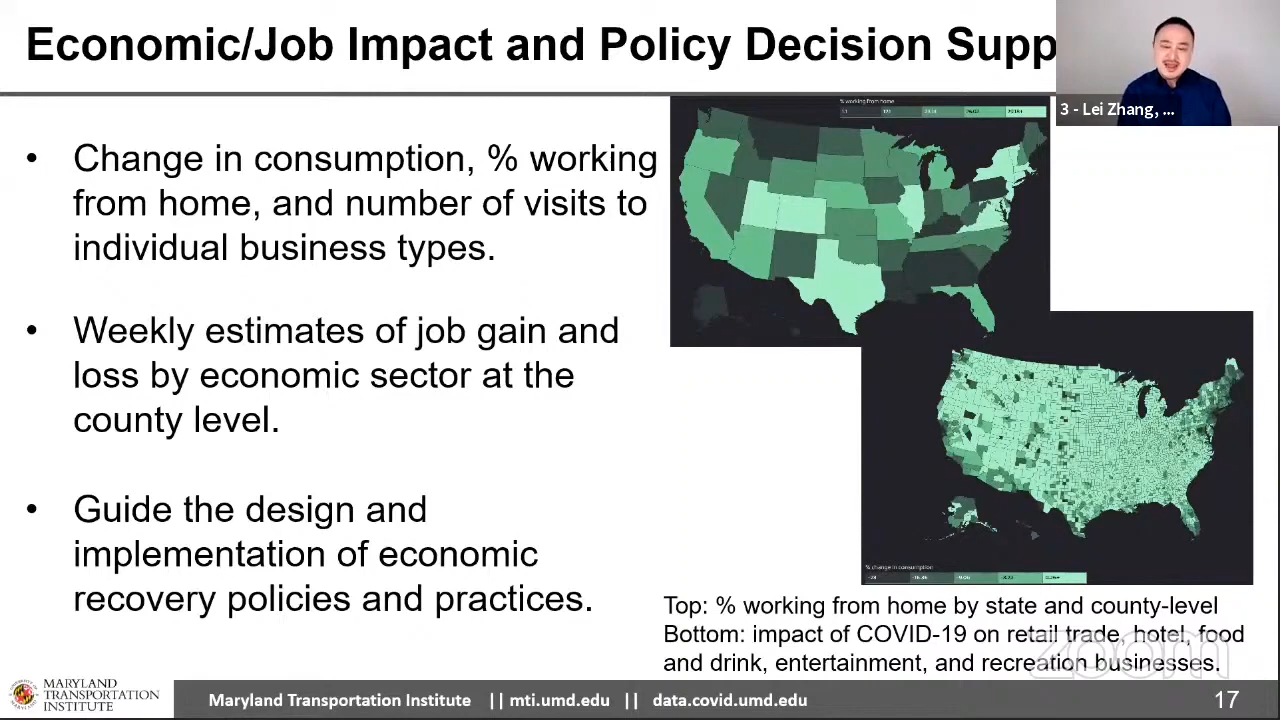 Economic/Job Impact and Policy Decision Supp
3 - Lei Zhang, ...
• Change in consumption, % working
from home, and number of visits to
individual business types.
• Weekly estimates of job gain and
loss by economic sector at the
county level.
• Guide the design and
implementation of economic
recovery policies and practices.
% working from home
% change in consumption
Top: % working from home by state and county-level
Bottom: impact of COVID-19 on retail trade, hotel, food
and drink, entertainment, and recreation businesses.
zoom
MARYLAND
TRANSPORTATION
INSTITUTE
Maryland Transportation Institute || mti.umd.edu || data.covid.umd.edu
17